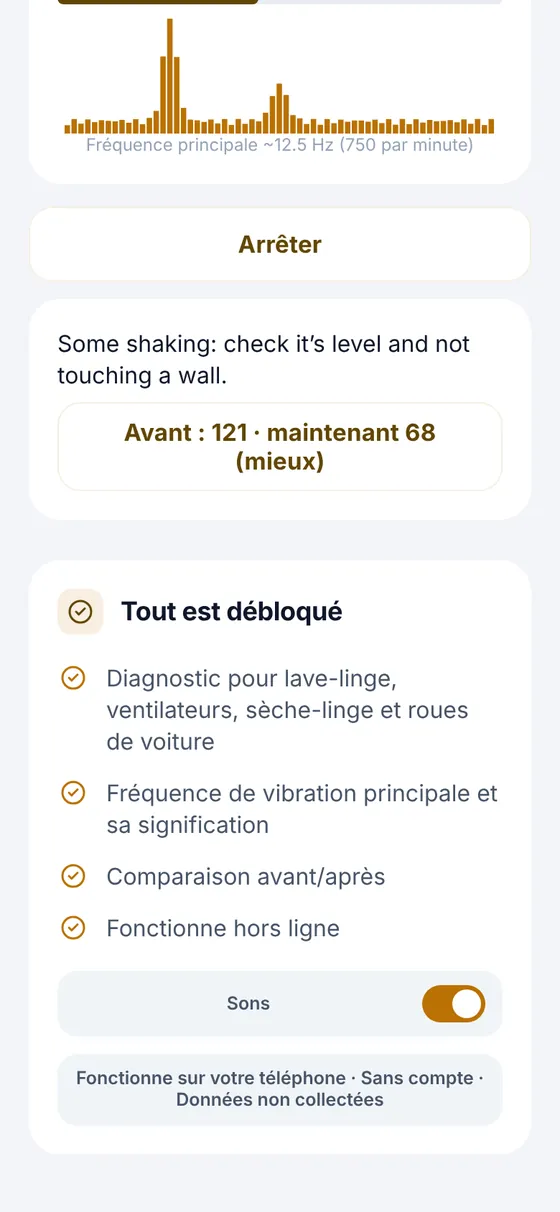 Fréquence principale ~12.5 Hz (750 par minute)
Arrêter
Some shaking: check it’s level and not
touching a wall.
Avant : 121 · maintenant 68
(mieux)
Tout est débloqué
Diagnostic pour lave-linge,
ventilateurs, sèche-linge et roues
de voiture
Fréquence de vibration principale et
sa signification
Comparaison avant/après
Fonctionne hors ligne
Sons
Fonctionne sur votre téléphone · Sans compte ·
Données non collectées